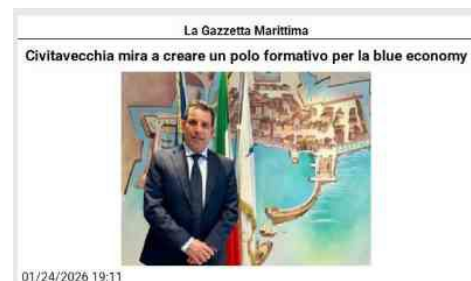 La Gazzetta Marittima
Civitavecchia mira a creare un polo formativo per la blue economy
01/24/2026 19:11